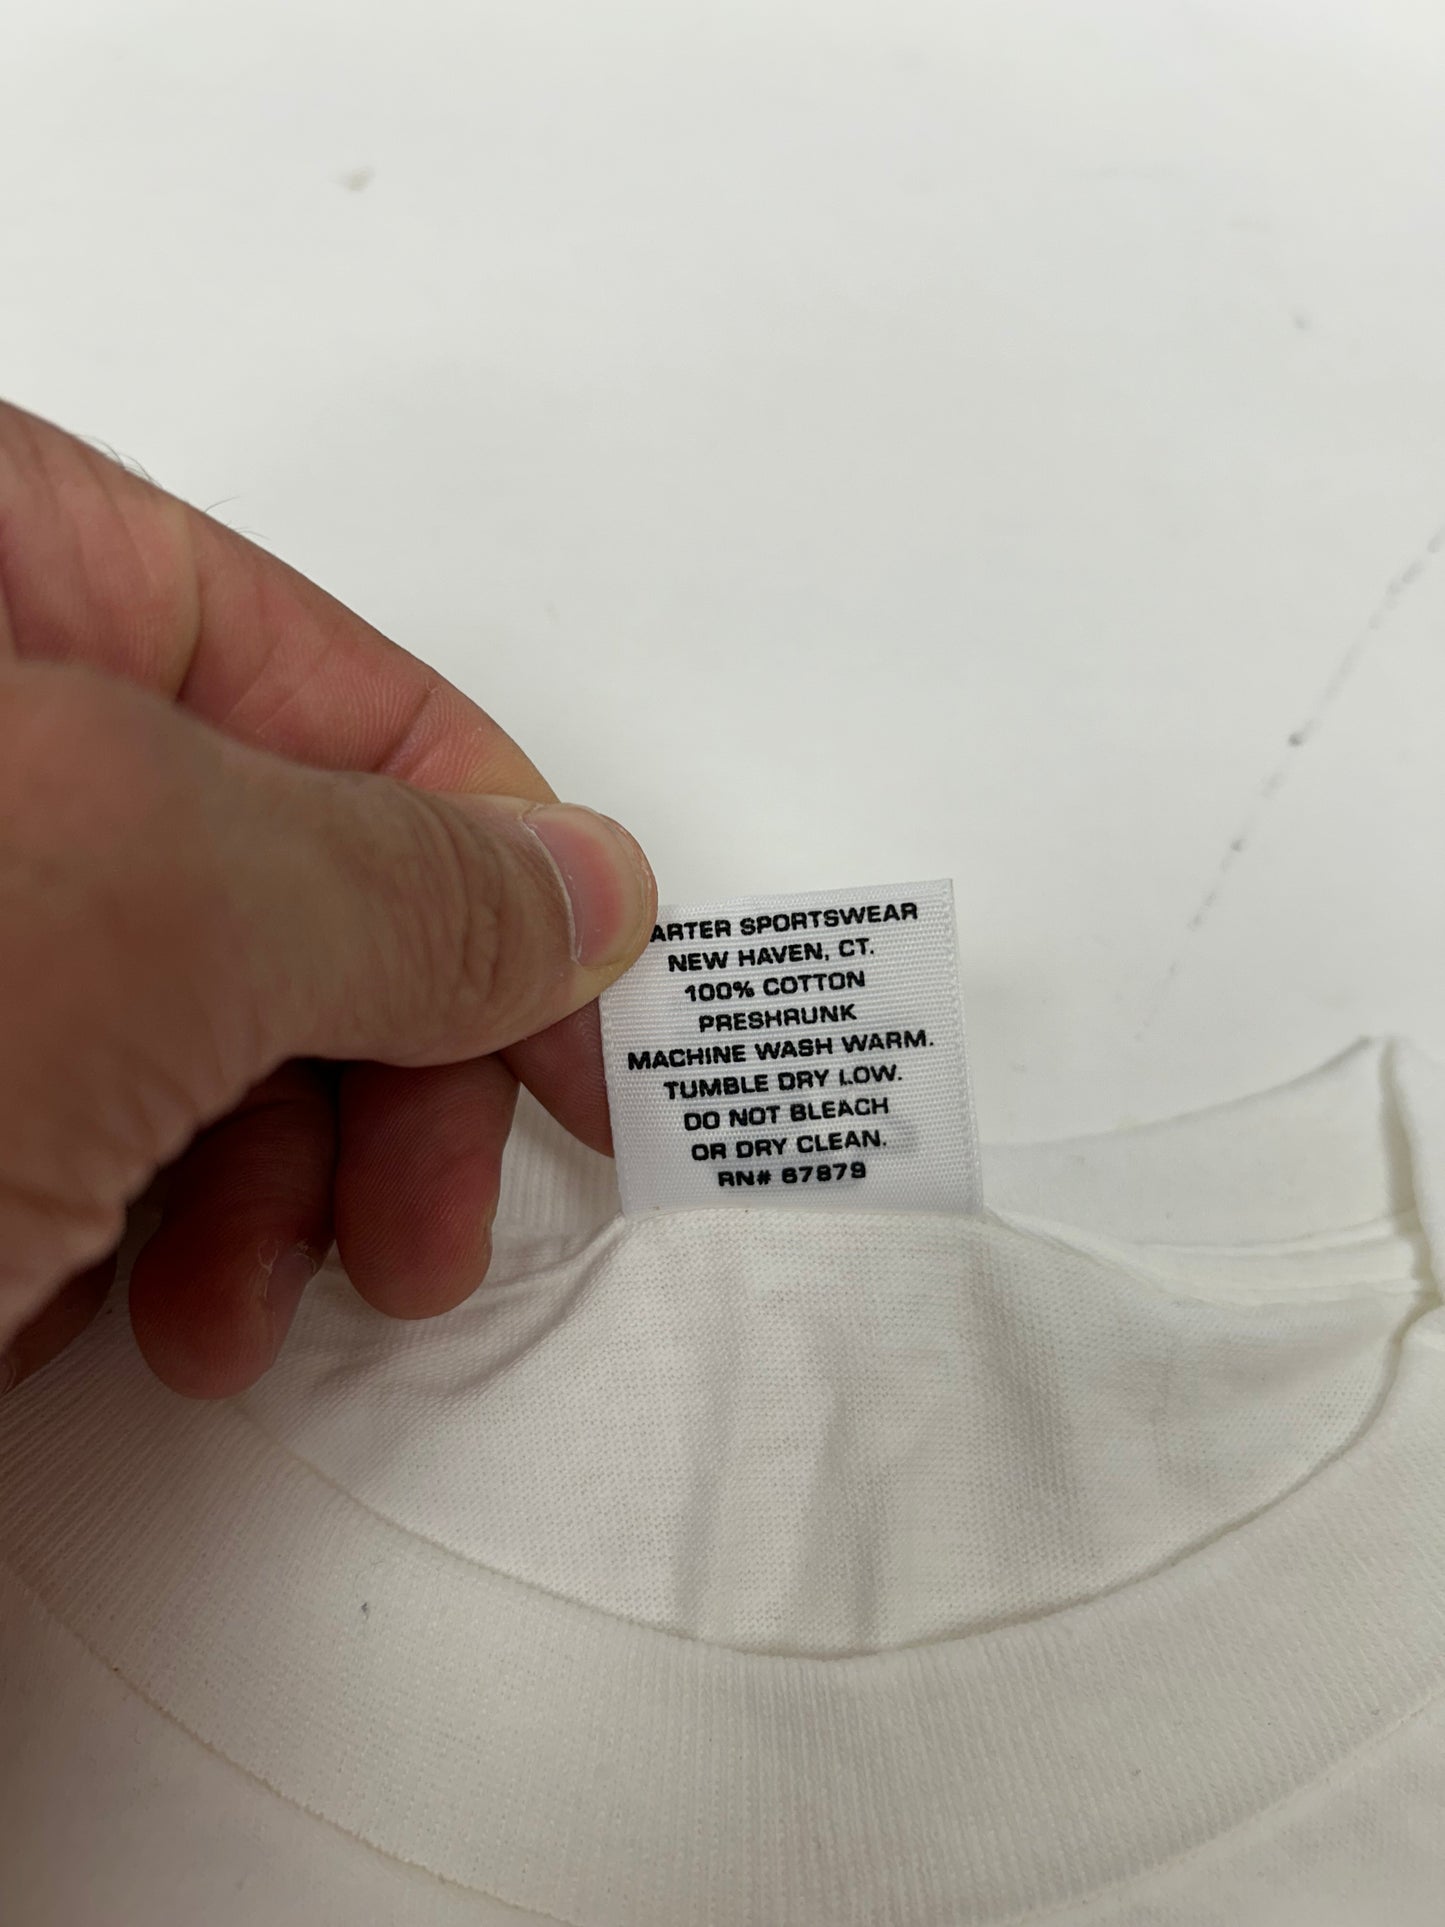 ARTER SPORTSWEAR
NEW HAVEN, CT.
100% COTTON
PRESHRUNK
MACHINE WASH WARM.
TUMBLE DRY LOW.
DO NOT BLEACH
OR DRY CLEAN.
RN# 67879